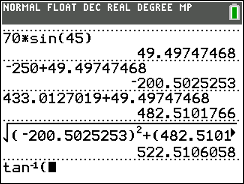 NORMAL FLOAT DEC REAL DEGREE MP
70*sin(45)
49.49747468
-250+49.49747468
-200.5025253
433.0127019+49.49747468
482.5101766
√(-200.5025253)²+(482.5101
522.5106058
tan⁻¹(